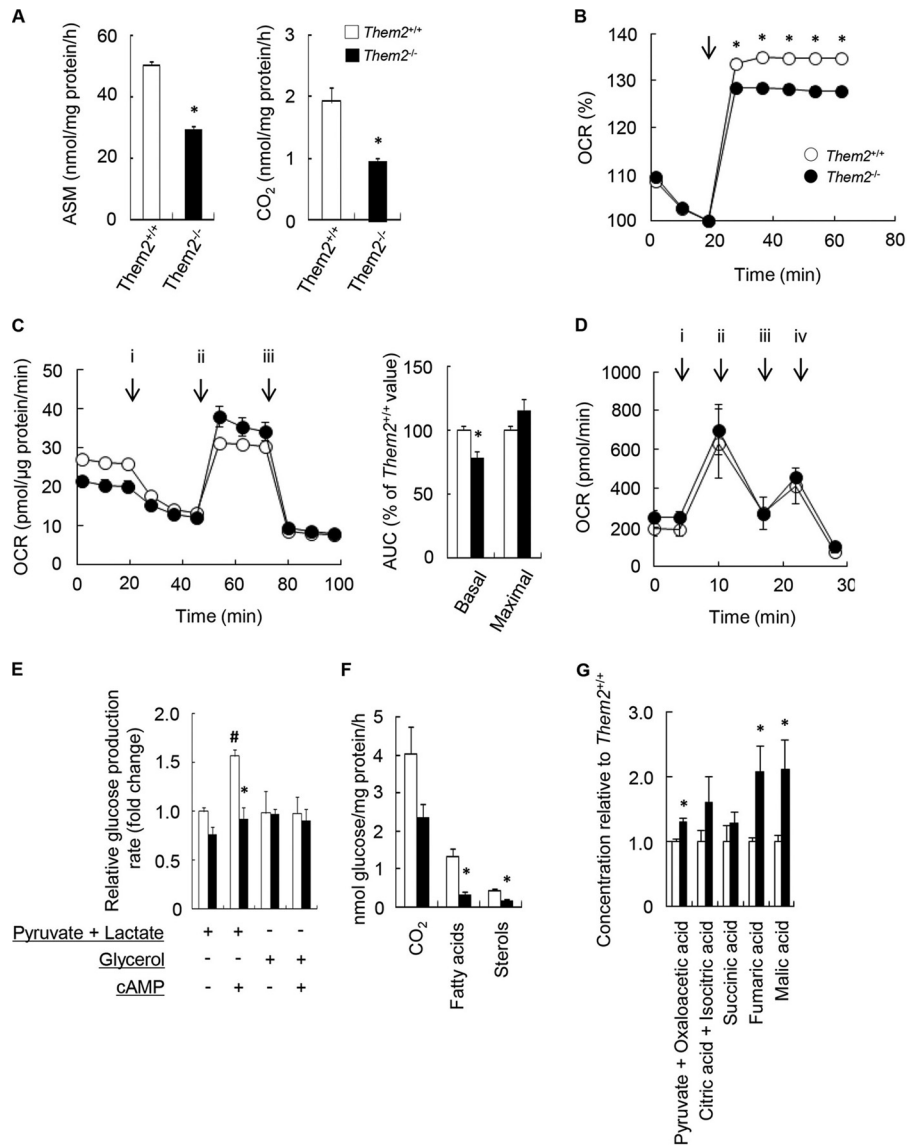 A
ASM (nmol/mg protein/h)
60
40
20
0
*
Them2+/+
Them2-/-
CO2 (nmol/mg protein/h)
3
2
1
0
*
Them2+/+
Them2-/-
Them2+/+
Them2-/-
B
OCR (%)
140
130
120
110
100
* * * * *
Them2+/+
Them2-/-
0 20 40 60 80
Time (min)
C
OCR (pmol/µg protein/min)
50
40
30
20
10
0
i ii iii
0 20 40 60 80 100
Time (min)
AUC (% of Them2+/+ value)
150
100
50
0
*
Basal
Maximal
D
OCR (pmol/min)
1000
800
600
400
200
0
i ii iii iv
0 10 20 30
Time (min)
E
Relative glucose production
rate (fold change)
2.0
1.5
1.0
0.5
0
#
*
Pyruvate + Lactate + + - -
Glycerol - - + +
cAMP - + - +
F
nmol glucose/mg protein/h
5
4
3
2
1
0
* *
CO2
Fatty acids
Sterols
G
Concentration relative to Them2+/+
3.0
2.0
1.0
0
* * *
Pyruvate + Oxaloacetic acid
Citric acid + Isocitric acid
Succinic acid
Fumaric acid
Malic acid